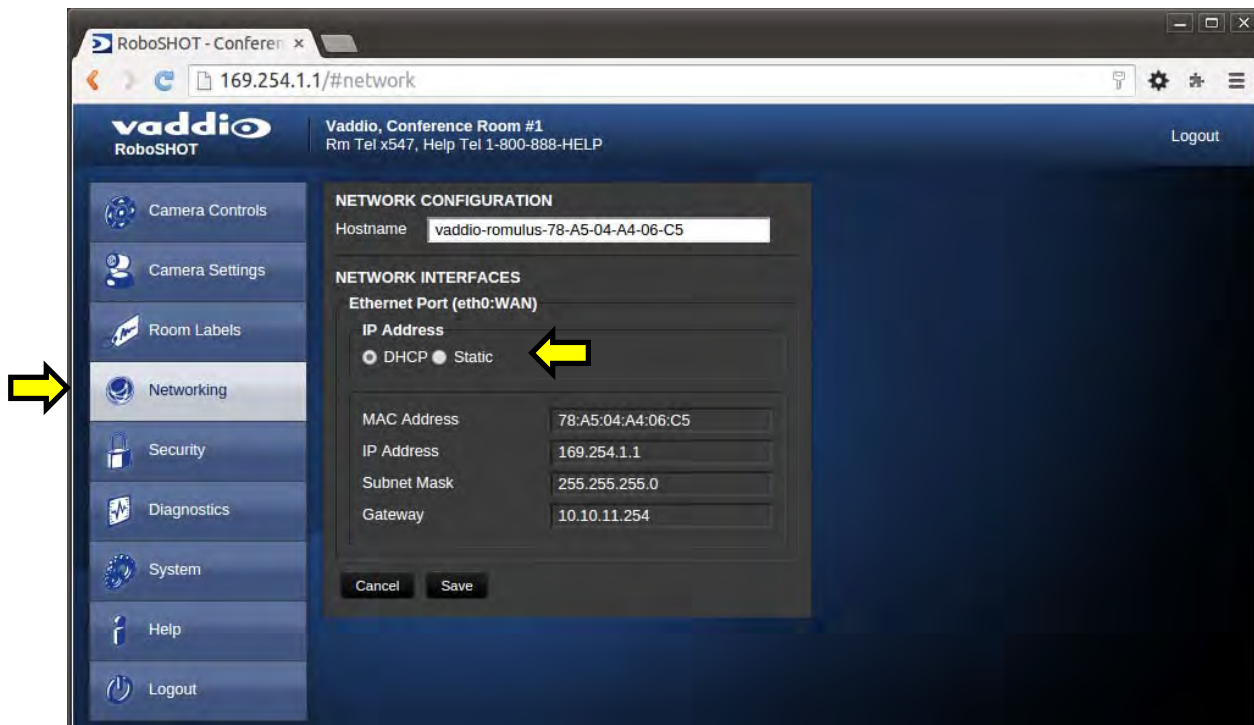 RoboSHOT - Conferen
169.254.1.1/#network
vaddio
RoboSHOT
Vaddio, Conference Room #1
Rm Tel x547, Help Tel 1-800-888-HELP
Logout
Camera Controls
Camera Settings
Room Labels
Networking
Security
Diagnostics
System
Help
Logout
NETWORK CONFIGURATION
Hostname vaddio-romulus-78-A5-04-A4-06-C5
NETWORK INTERFACES
Ethernet Port (eth0:WAN)
IP Address
DHCP Static
MAC Address 78:A5:04:A4:06:C5
IP Address 169.254.1.1
Subnet Mask 255.255.255.0
Gateway 10.10.11.254
Cancel Save